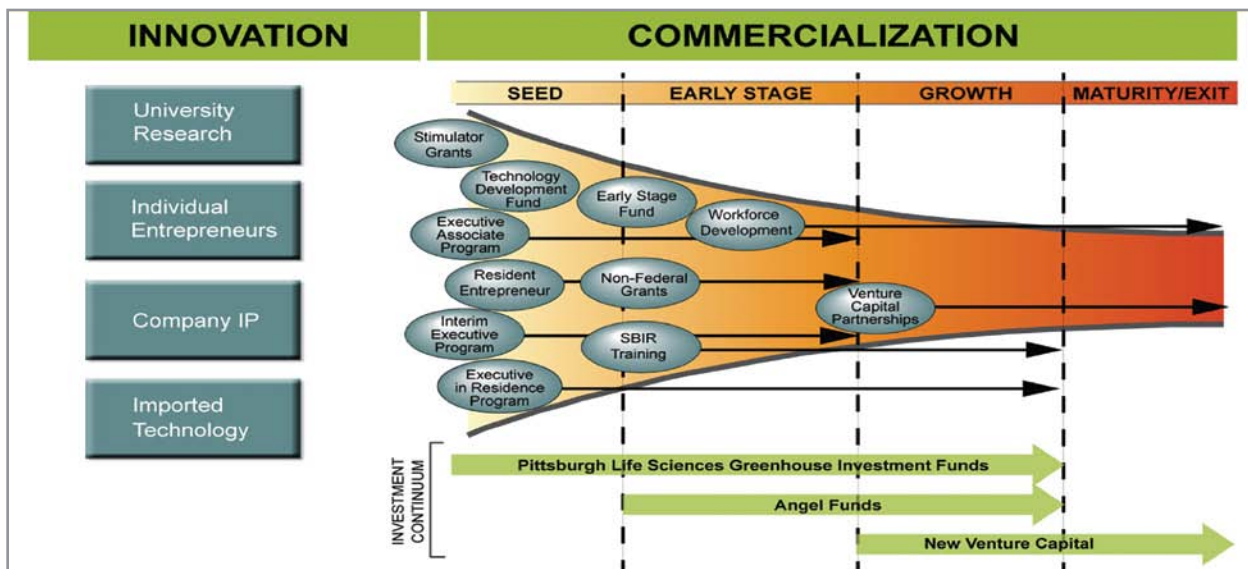 INNOVATION
COMMERCIALIZATION
University
Research
Individual
Entrepreneurs
Company IP
Imported
Technology
SEED
EARLY STAGE
GROWTH
MATURITY/EXIT
Stimulator
Grants
Technology
Development
Fund
Early Stage
Fund
Workforce
Development
Executive
Associate
Program
Resident
Entrepreneur
Non-Federal
Grants
Venture
Capital
Partnerships
Interim
Executive
Program
SBIR
Training
Executive
in Residence
Program
INVESTMENT
CONTINUUM
Pittsburgh Life Sciences Greenhouse Investment Funds
Angel Funds
New Venture Capital